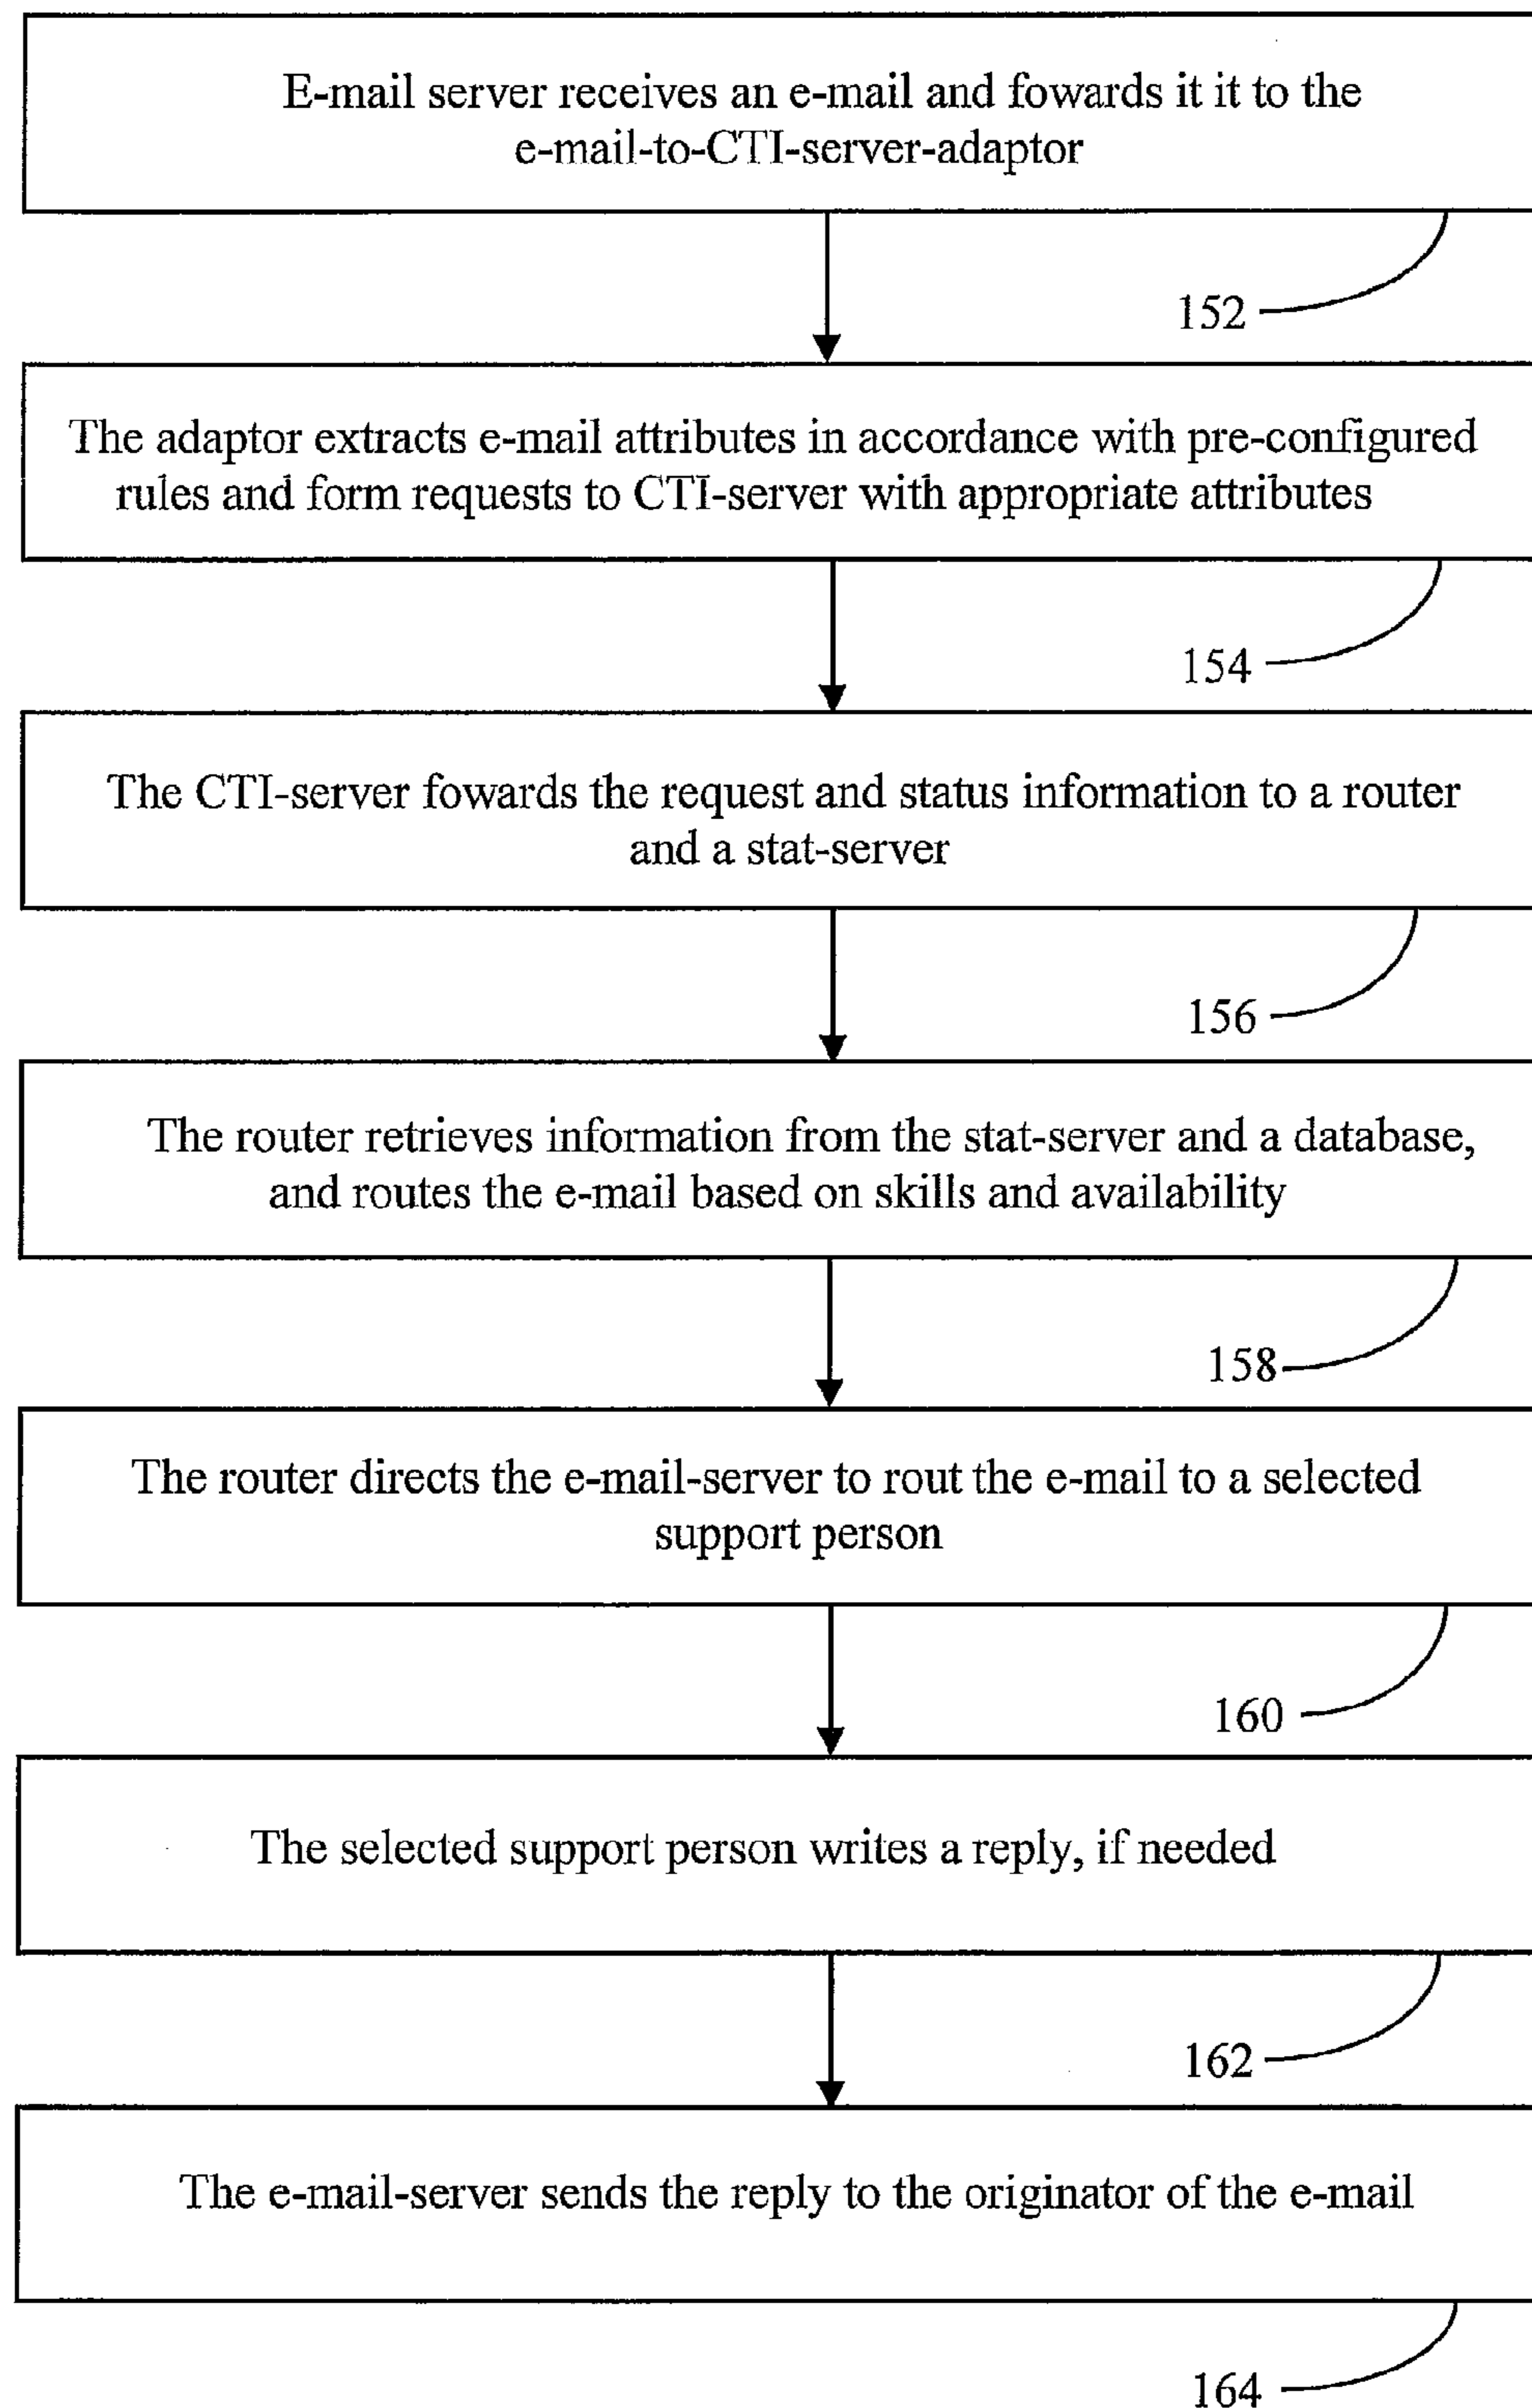 E-mail server receives an e-mail and fowards it it to the
e-mail-to-CTI-server-adaptor
152
The adaptor extracts e-mail attributes in accordance with pre-configured
rules and form requests to CTI-server with appropriate attributes
154
The CTI-server fowards the request and status information to a router
and a stat-server
156
The router retrieves information from the stat-server and a database,
and routes the e-mail based on skills and availability
158
The router directs the e-mail-server to rout the e-mail to a selected
support person
160
The selected support person writes a reply, if needed
162
The e-mail-server sends the reply to the originator of the e-mail
164